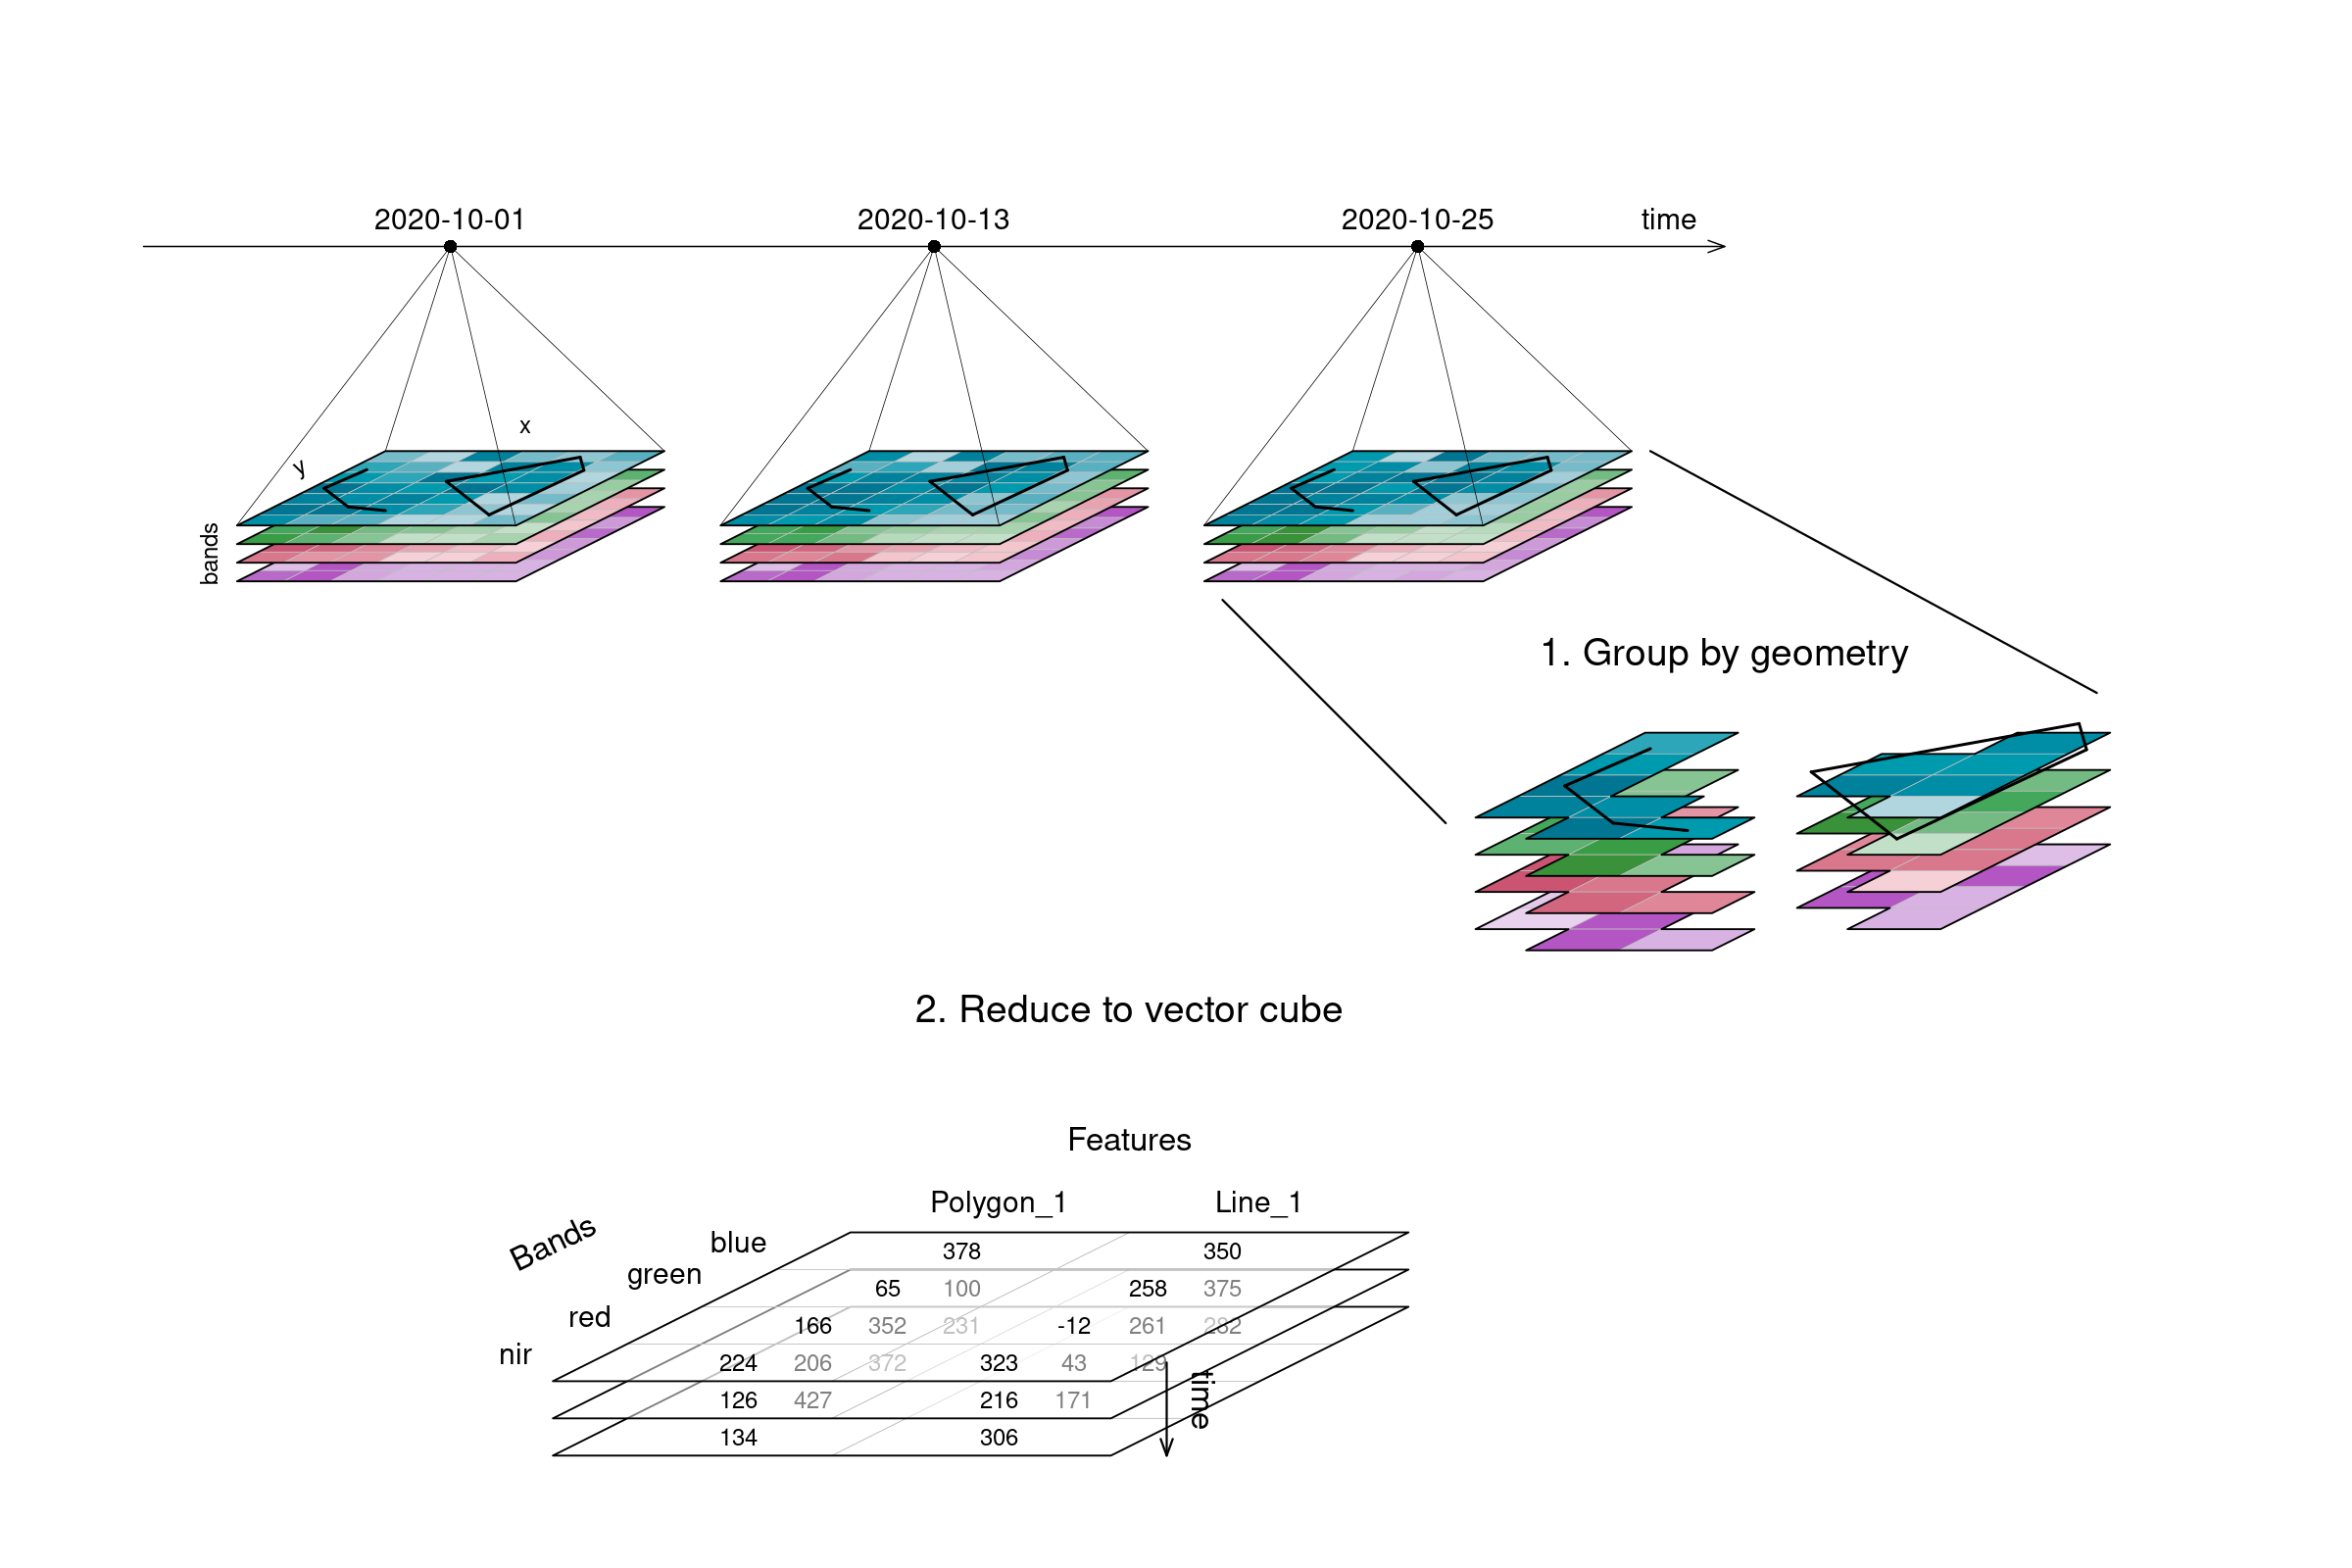 2020-10-01 2020-10-13 2020-10-25 time
x
y
bands
1. Group by geometry
2. Reduce to vector cube
Features
Polygon_1 Line_1
Bands
blue 378 350
green 65 100 258 375
red 166 352 231 -12 261 282
nir 224 206 372 323 43 129
time
126 427 216 171
134 306